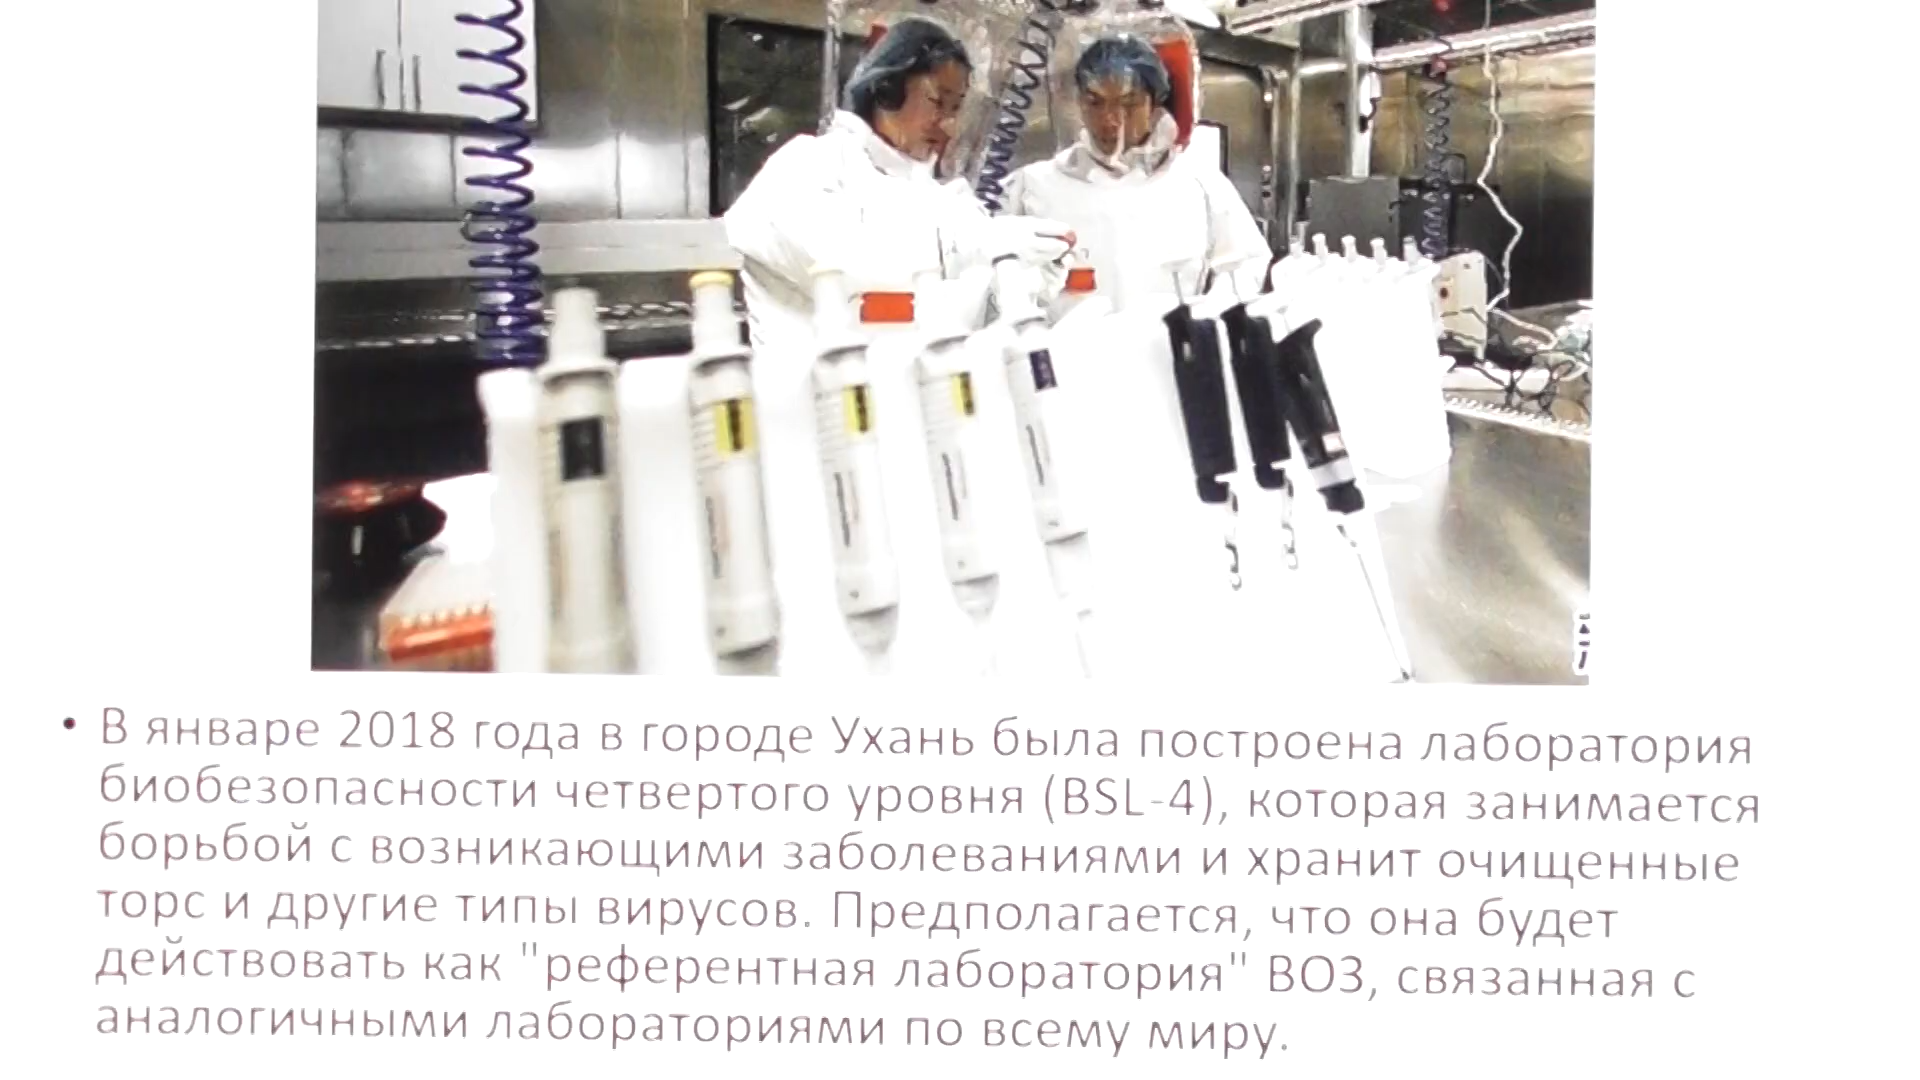 • В январе 2018 года в городе Ухань была построена лаборатория
биобезопасности четвертого уровня (BSL-4), которая занимается
борьбой с возникающими заболеваниями и хранит очищенные
торс и другие типы вирусов. Предполагается, что она будет
действовать как "референтная лаборатория" ВОЗ, связанная с
аналогичными лабораториями по всему миру.